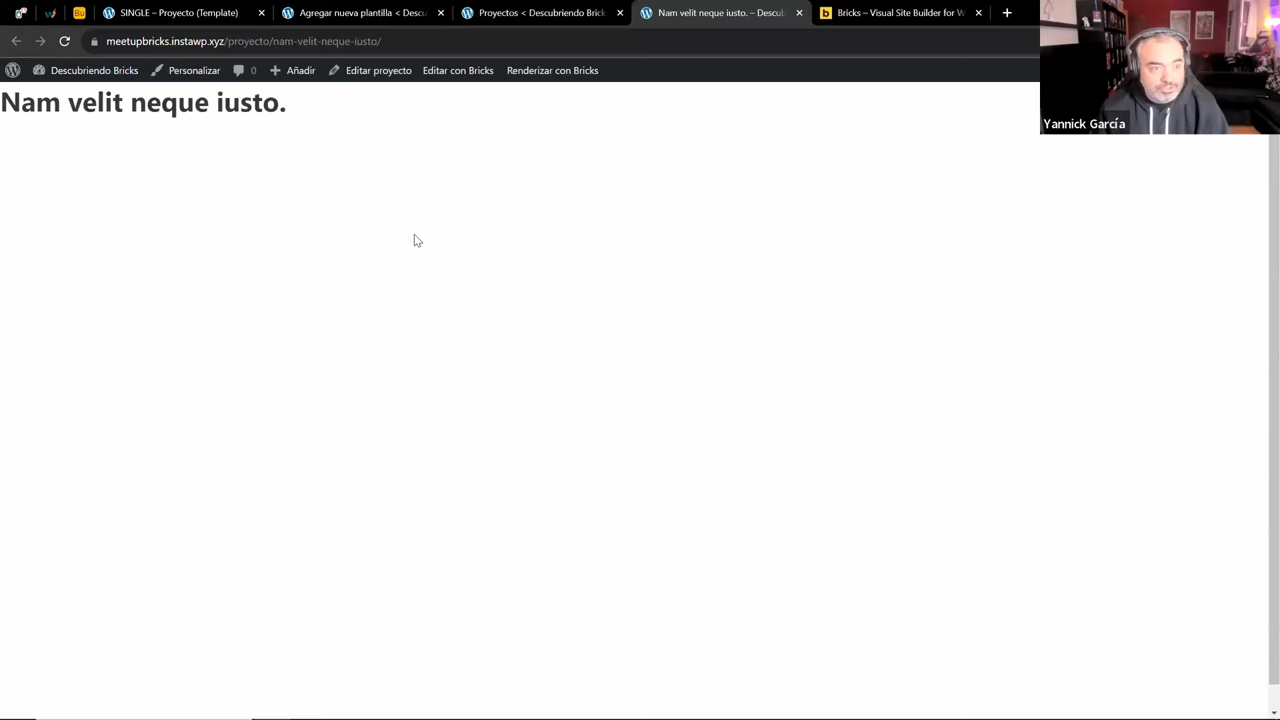 Bu
SINGLE – Proyecto (Template)
Agregar nueva plantilla < Descu
Proyectos < Descubriendo Brick
Nam velit neque iusto. – Descub
b Bricks – Visual Site Builder for W
meetupbricks.instawp.xyz/proyecto/nam-velit-neque-iusto/
Descubriendo Bricks
Personalizar
0
Añadir
Editar proyecto
Editar con Bricks
Renderizar con Bricks
Nam velit neque iusto.
Yannick García